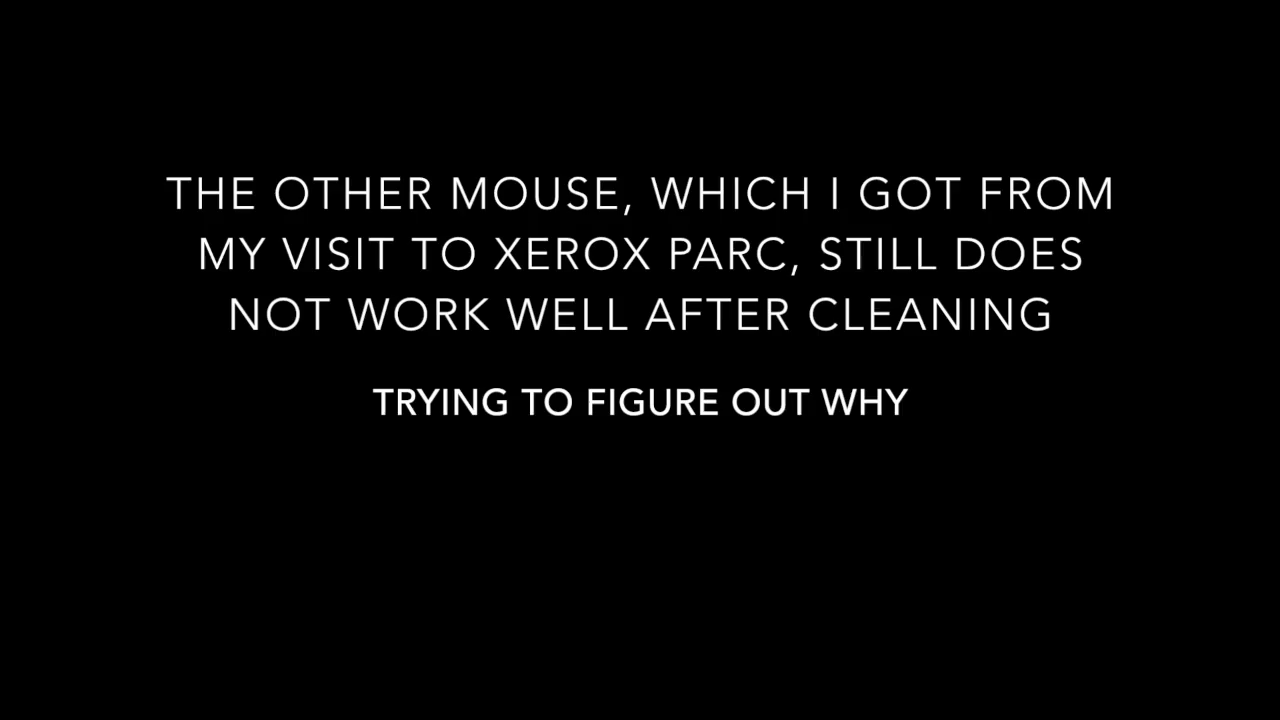 THE OTHER MOUSE, WHICH I GOT FROM
MY VISIT TO XEROX PARC, STILL DOES
NOT WORK WELL AFTER CLEANING
TRYING TO FIGURE OUT WHY